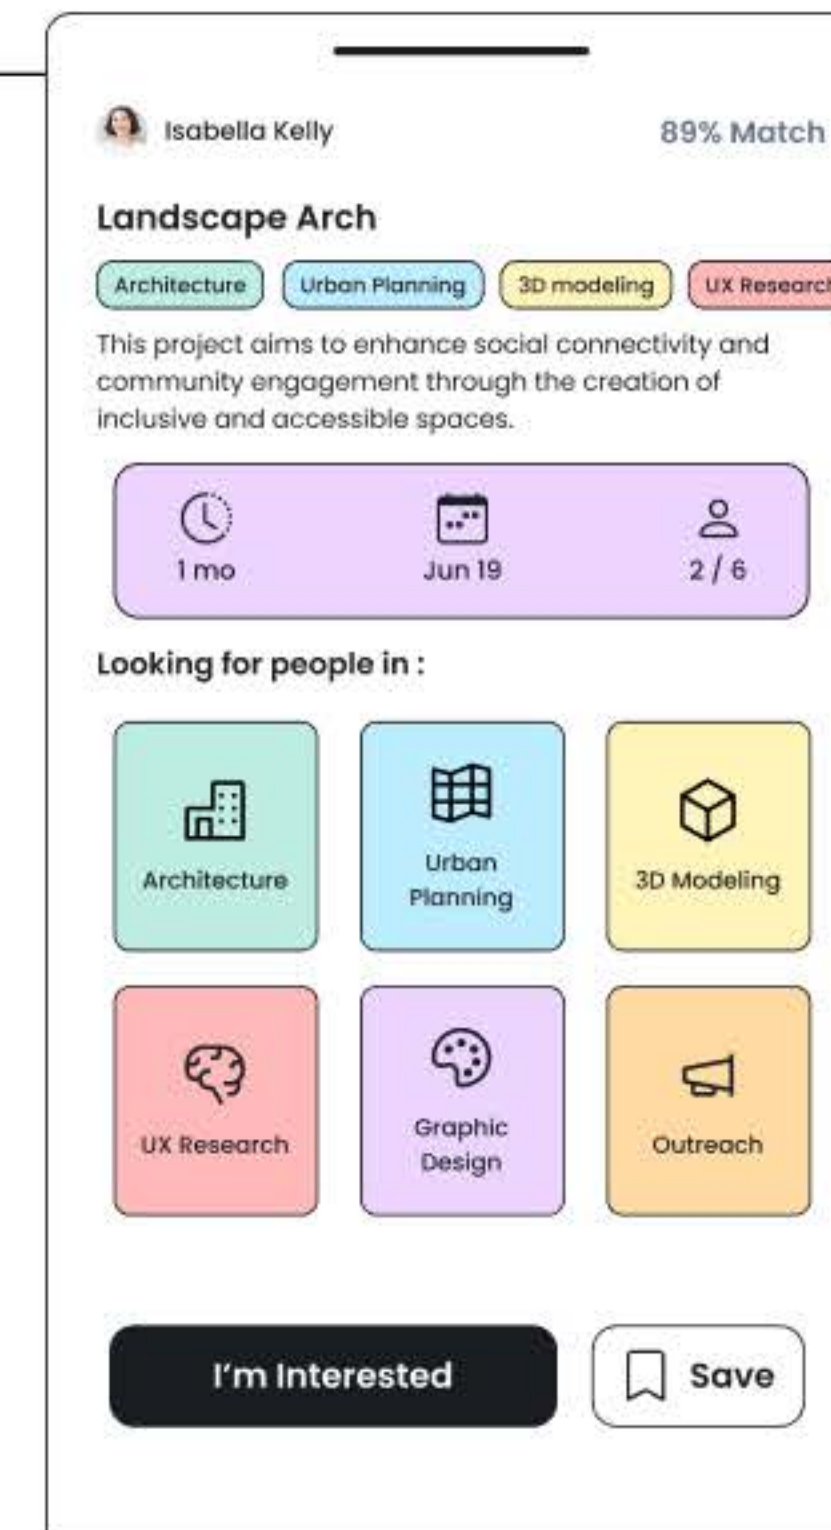 Isabella Kelly
89% Match
Landscape Arch
Architecture
Urban Planning
3D modeling
UX Research
This project aims to enhance social connectivity and
community engagement through the creation of
inclusive and accessible spaces.
1 mo
Jun 19
2 / 6
Looking for people in :
Architecture
Urban
Planning
3D Modeling
UX Research
Graphic
Design
Outreach
I'm Interested
Save